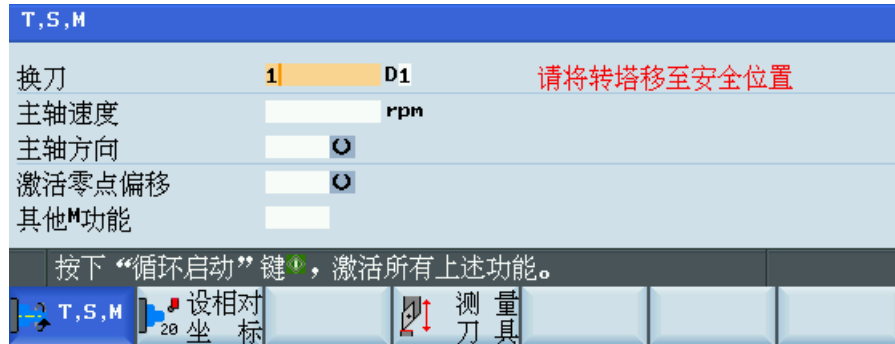 T,S,M
换刀 1 D1 请将转塔移至安全位置
主轴速度 rpm
主轴方向
激活零点偏移
其他M功能
按下“循环启动”键，激活所有上述功能。
T,S,M 设相对 测 量
20 坐 标 刀 具